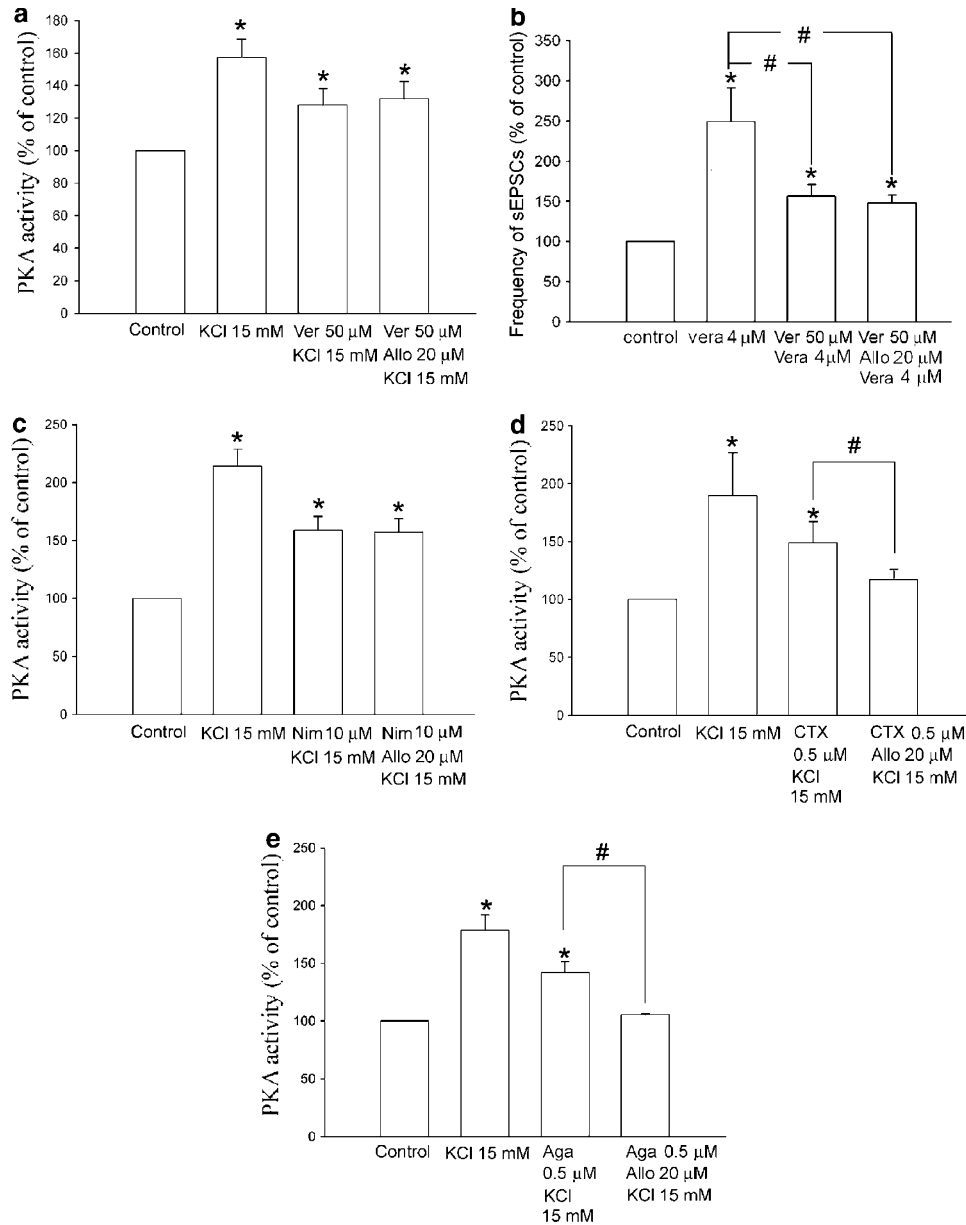 a
PKA activity (% of control)
180
160
140
120
100
80
60
40
20
0
*
*
*
Control
KCl 15 mM
Ver 50 μM
KCl 15 mM
Ver 50 μM
Allo 20 μM
KCl 15 mM
b
Frequency of sEPSCs (% of control)
350
300
250
200
150
100
50
0
#
#
*
*
*
control
vera 4 μM
Ver 50 μM
Vera 4 μM
Ver 50 μM
Allo 20 μM
Vera 4 μM
c
PKA activity (% of control)
250
200
150
100
50
0
*
*
*
Control
KCl 15 mM
Nim 10 μM
KCl 15 mM
Nim 10 μM
Allo 20 μM
KCl 15 mM
d
PKA activity (% of control)
250
200
150
100
50
0
#
*
*
Control
KCl 15 mM
CTX
0.5 μM
KCl
15 mM
CTX 0.5 μM
Allo 20 μM
KCl 15 mM
e
PKA activity (% of control)
250
200
150
100
50
0
#
*
*
Control
KCl 15 mM
Aga
0.5 μM
KCl
15 mM
Aga 0.5 μM
Allo 20 μM
KCl 15 mM